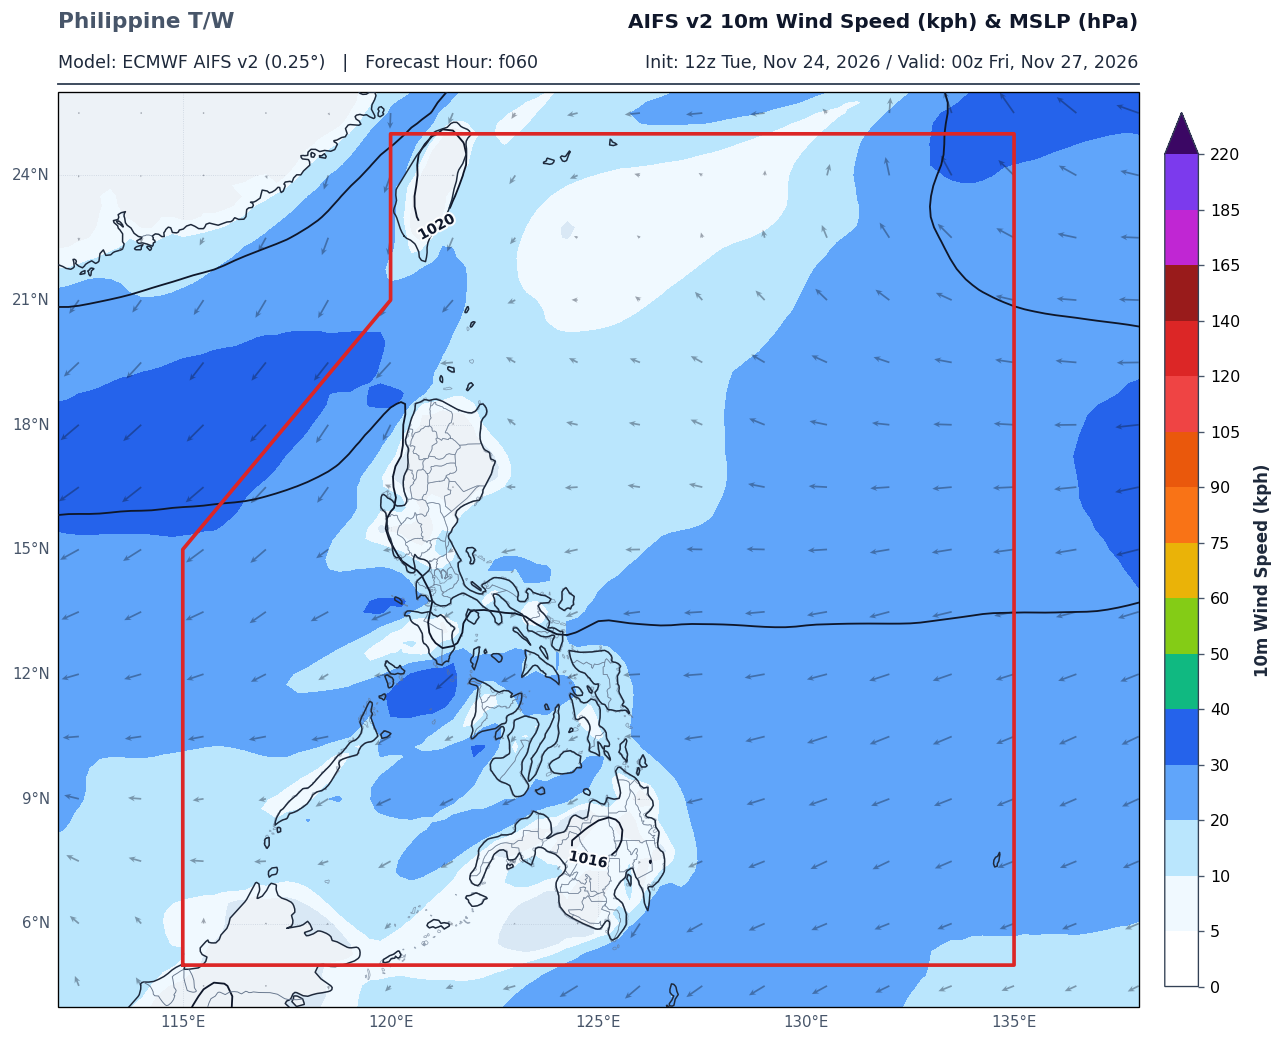 Philippine T/W
AIFS v2 10m Wind Speed (kph) & MSLP (hPa)
Model: ECMWF AIFS v2 (0.25°) | Forecast Hour: f060
Init: 12z Tue, Nov 24, 2026 / Valid: 00z Fri, Nov 27, 2026
24°N
21°N
18°N
15°N
12°N
9°N
6°N
1020
1016
115°E
120°E
125°E
130°E
135°E
220
185
165
140
120
105
90
75
60
50
40
30
20
10
5
0
10m Wind Speed (kph)